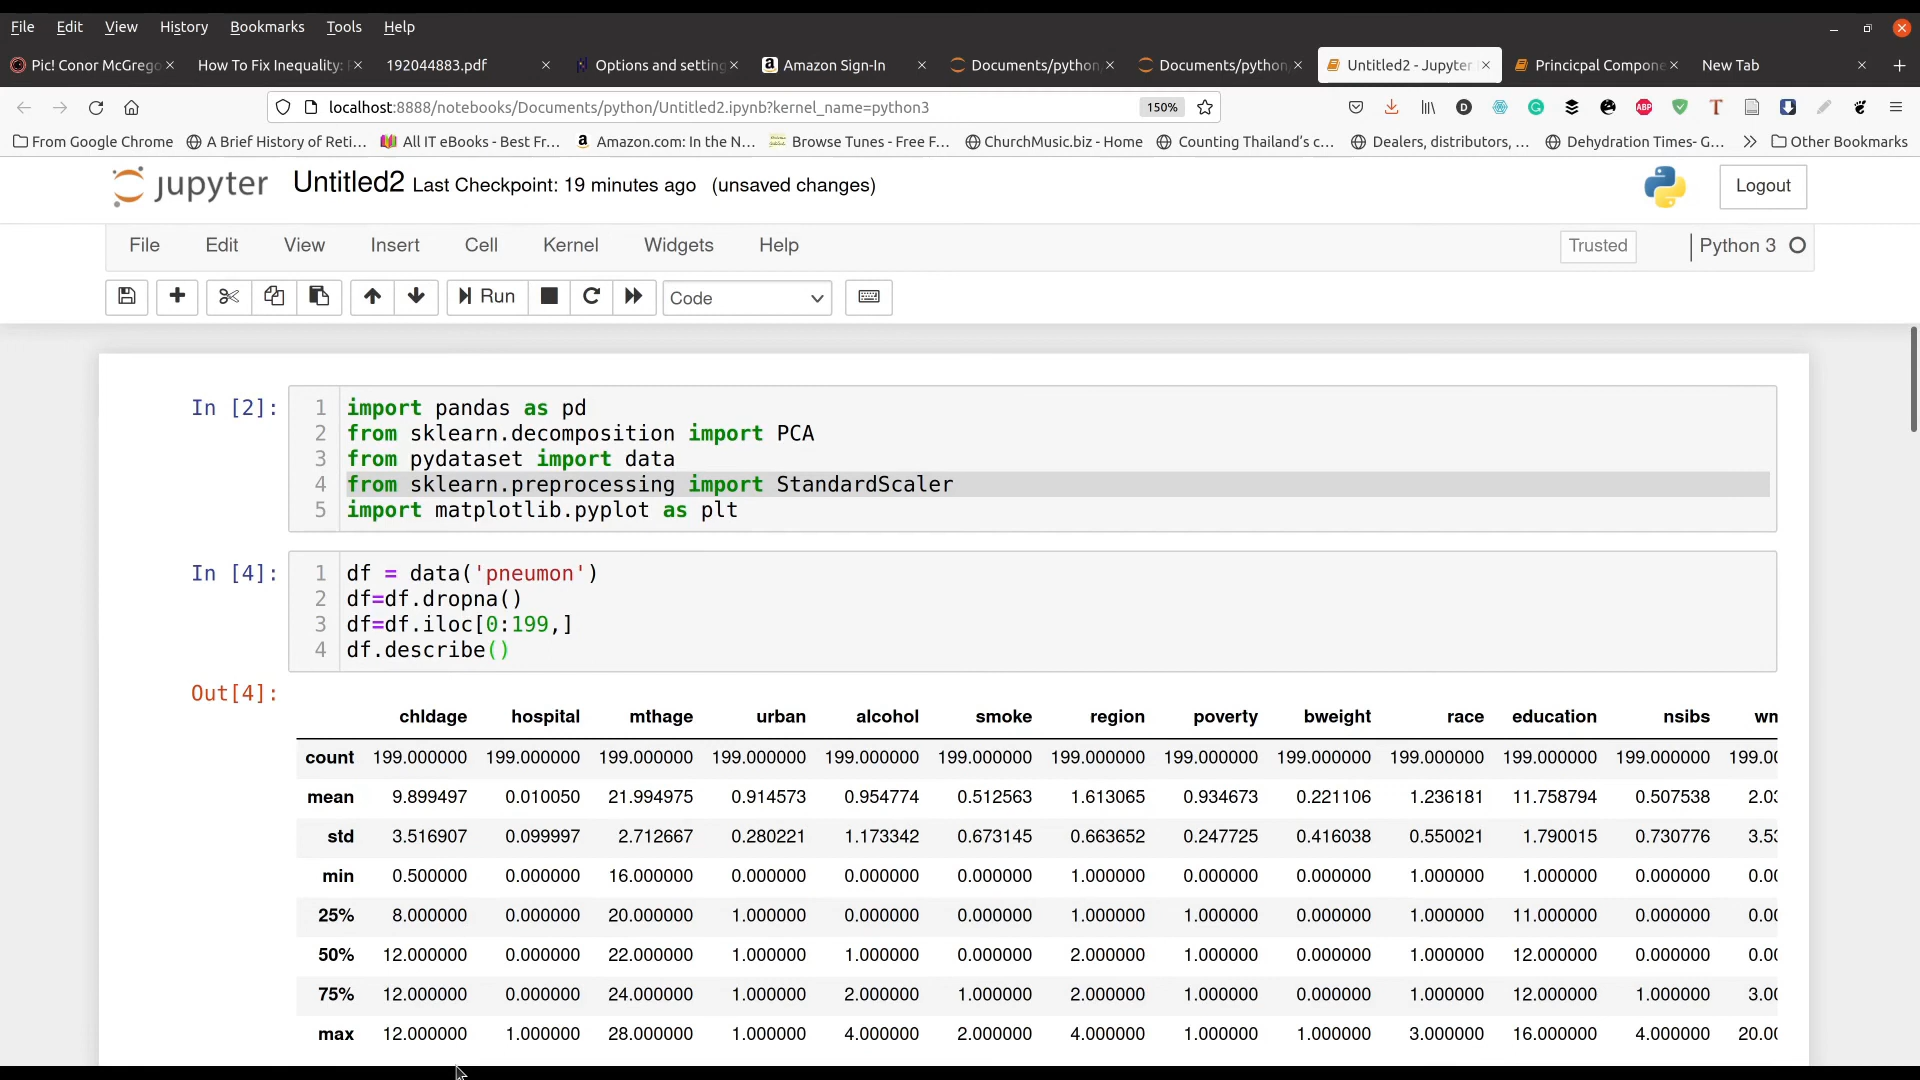 File Edit View History Bookmarks Tools Help
Pic! Conor McGrego How To Fix Inequality: 192044883.pdf Options and setting Amazon Sign-In Documents/python, Documents/python, Untitled2 - Jupyter Princicpal Compone New Tab
localhost:8888/notebooks/Documents/python/Untitled2.ipynb?kernel_name=python3 150%
From Google Chrome A Brief History of Reti... All IT eBooks - Best Fr... Amazon.com: In the N... Browse Tunes - Free F... ChurchMusic.biz - Home Counting Thailand's c... Dealers, distributors, ... Dehydration Times- G... Other Bookmarks
jupyter Untitled2 Last Checkpoint: 19 minutes ago (unsaved changes) Logout
File Edit View Insert Cell Kernel Widgets Help Trusted Python 3
Run Code
In [2]: 1 import pandas as pd
2 from sklearn.decomposition import PCA
3 from pydataset import data
4 from sklearn.preprocessing import StandardScaler
5 import matplotlib.pyplot as plt
In [4]: 1 df = data('pneumon')
2 df=df.dropna()
3 df=df.iloc[0:199,]
4 df.describe()
Out[4]:
chldage hospital mthage urban alcohol smoke region poverty bweight race education nsibs wm
count 199.000000 199.000000 199.000000 199.000000 199.000000 199.000000 199.000000 199.000000 199.000000 199.000000 199.000000 199.000000 199.00
mean 9.899497 0.010050 21.994975 0.914573 0.954774 0.512563 1.613065 0.934673 0.221106 1.236181 11.758794 0.507538 2.03
std 3.516907 0.099997 2.712667 0.280221 1.173342 0.673145 0.663652 0.247725 0.416038 0.550021 1.790015 0.730776 3.53
min 0.500000 0.000000 16.000000 0.000000 0.000000 0.000000 1.000000 0.000000 0.000000 1.000000 1.000000 0.000000 0.00
25% 8.000000 0.000000 20.000000 1.000000 0.000000 0.000000 1.000000 1.000000 0.000000 1.000000 11.000000 0.000000 0.00
50% 12.000000 0.000000 22.000000 1.000000 1.000000 0.000000 2.000000 1.000000 0.000000 1.000000 12.000000 0.000000 0.00
75% 12.000000 0.000000 24.000000 1.000000 2.000000 1.000000 2.000000 1.000000 0.000000 1.000000 12.000000 1.000000 3.00
max 12.000000 1.000000 28.000000 1.000000 4.000000 2.000000 4.000000 1.000000 1.000000 3.000000 16.000000 4.000000 20.00